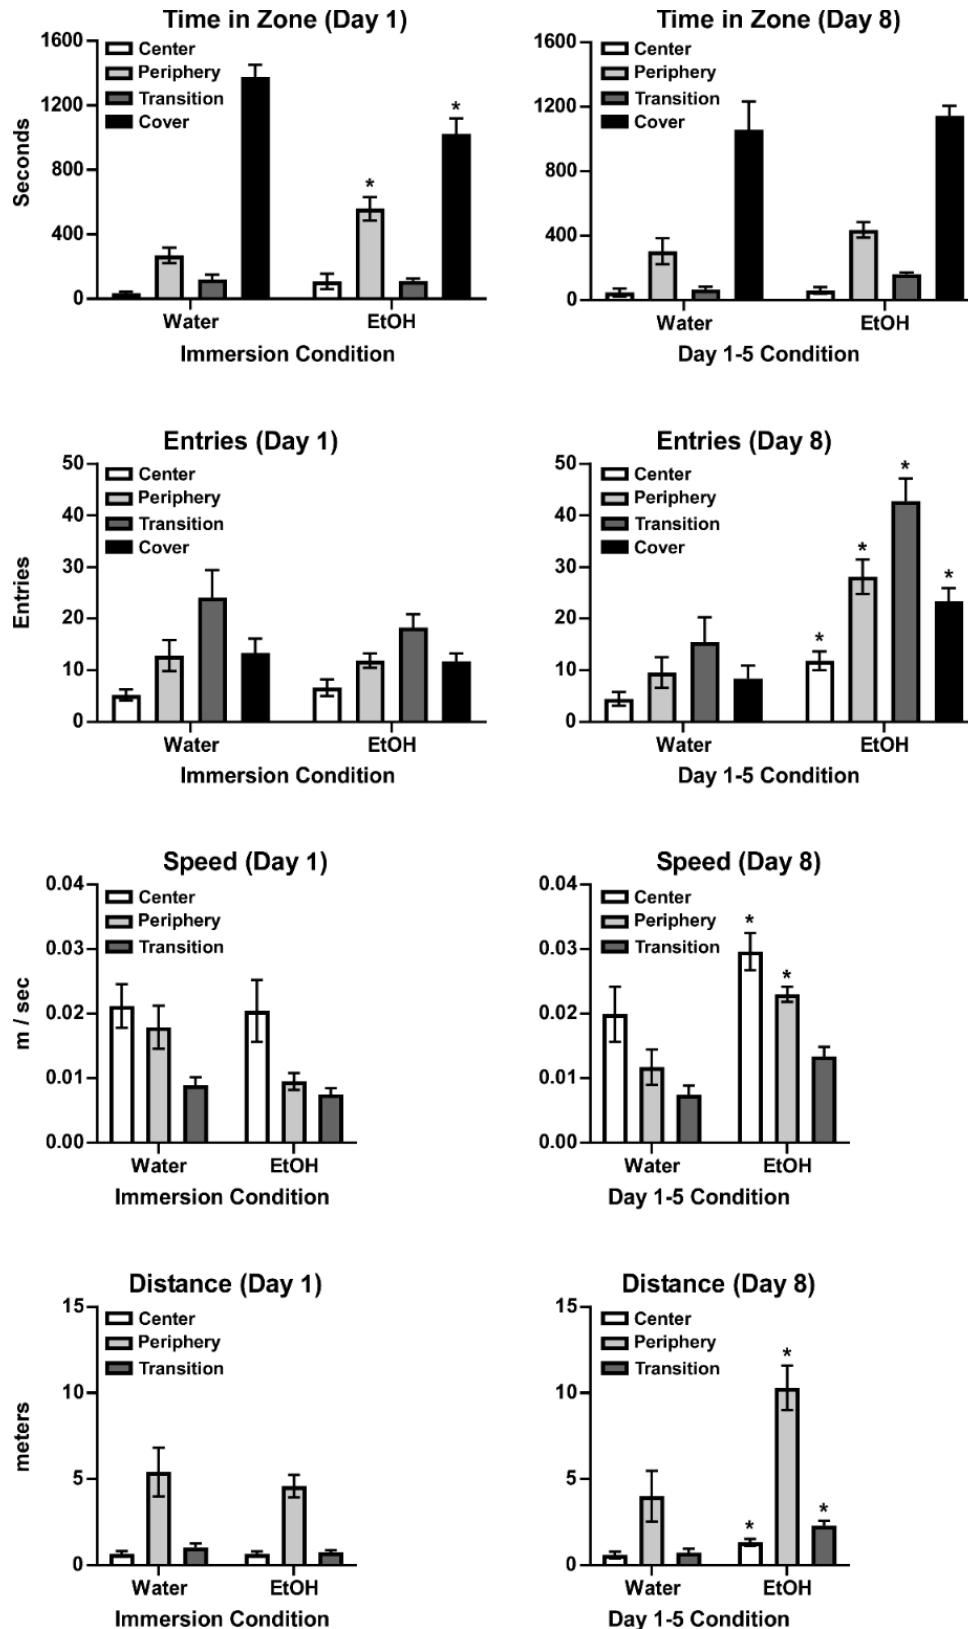 Time in Zone (Day 1)
1600
1200
800
400
0
Seconds
Center
Periphery
Transition
Cover
*
*
Water
EtOH
Immersion Condition
Time in Zone (Day 8)
1600
1200
800
400
0
Center
Periphery
Transition
Cover
Water
EtOH
Day 1-5 Condition
Entries (Day 1)
50
40
30
20
10
0
Entries
Center
Periphery
Transition
Cover
Water
EtOH
Immersion Condition
Entries (Day 8)
50
40
30
20
10
0
Center
Periphery
Transition
Cover
*
*
*
*
Water
EtOH
Day 1-5 Condition
Speed (Day 1)
0.04
0.03
0.02
0.01
0.00
m / sec
Center
Periphery
Transition
Water
EtOH
Immersion Condition
Speed (Day 8)
0.04
0.03
0.02
0.01
0.00
Center
Periphery
Transition
*
*
Water
EtOH
Day 1-5 Condition
Distance (Day 1)
15
10
5
0
meters
Center
Periphery
Transition
Water
EtOH
Immersion Condition
Distance (Day 8)
15
10
5
0
Center
Periphery
Transition
*
*
*
Water
EtOH
Day 1-5 Condition